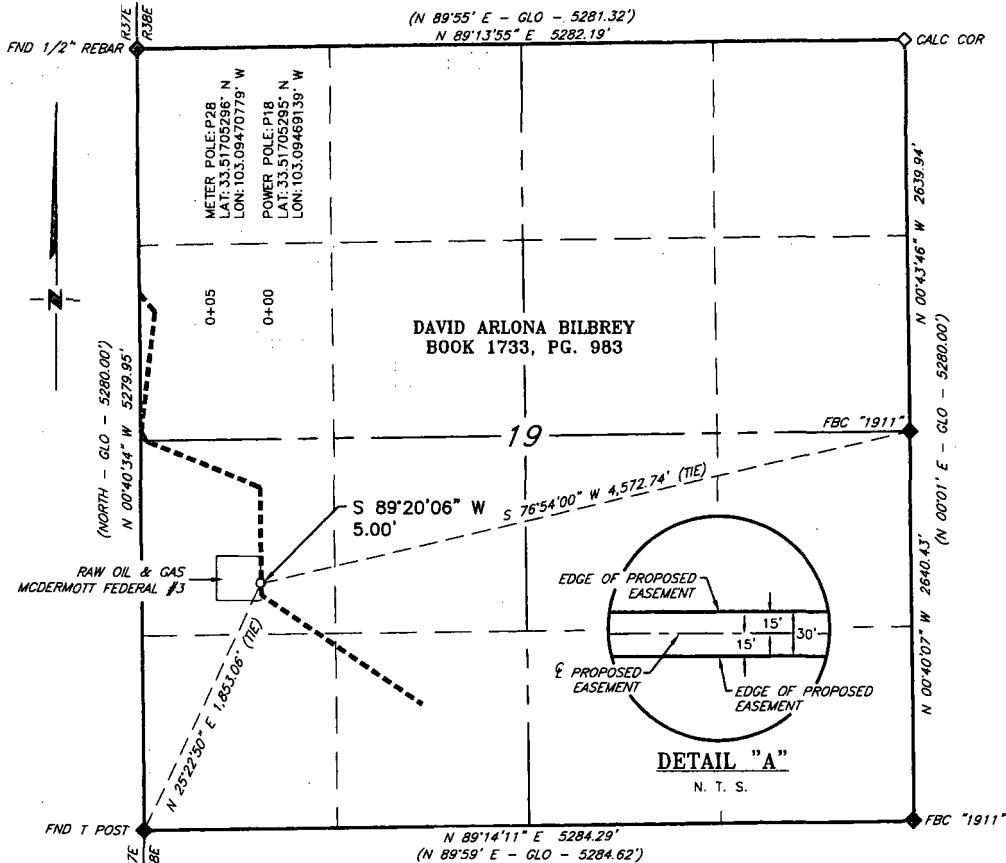 (N 89°55' E - GLO - 5281.32')
N 89°13'55" E 5282.19'
R37E
R38E
FND 1/2" REBAR
CALC COR
METER POLE: P28
LAT: 33.51705296° N
LON: 103.09470779° W
POWER POLE: P18
LAT: 33.51705295° N
LON: 103.09469139° W
0+05
0+00
N
DAVID ARLONA BILBREY
BOOK 1733, PG. 983
N 00°43'46" W 2639.94'
(NORTH - GLO - 5280.00')
N 00°40'34" W 5279.95'
19
FBC "1911"
(N 00°01' E - GLO - 5280.00')
S 76°54'00" W 4,572.74' (TIE)
S 89°20'06" W
5.00'
RAW OIL & GAS
MCDERMOTT FEDERAL #3
EDGE OF PROPOSED
EASEMENT
15'
30'
15'
℄ PROPOSED
EASEMENT
EDGE OF PROPOSED
EASEMENT
N 00°40'07" W 2640.43'
N 25°22'50" E 1,853.06' (TIE)
DETAIL "A"
N. T. S.
FND T POST
FBC "1911"
7E
8E
N 89°14'11" E 5284.29'
(N 89°59' E - GLO - 5284.62')